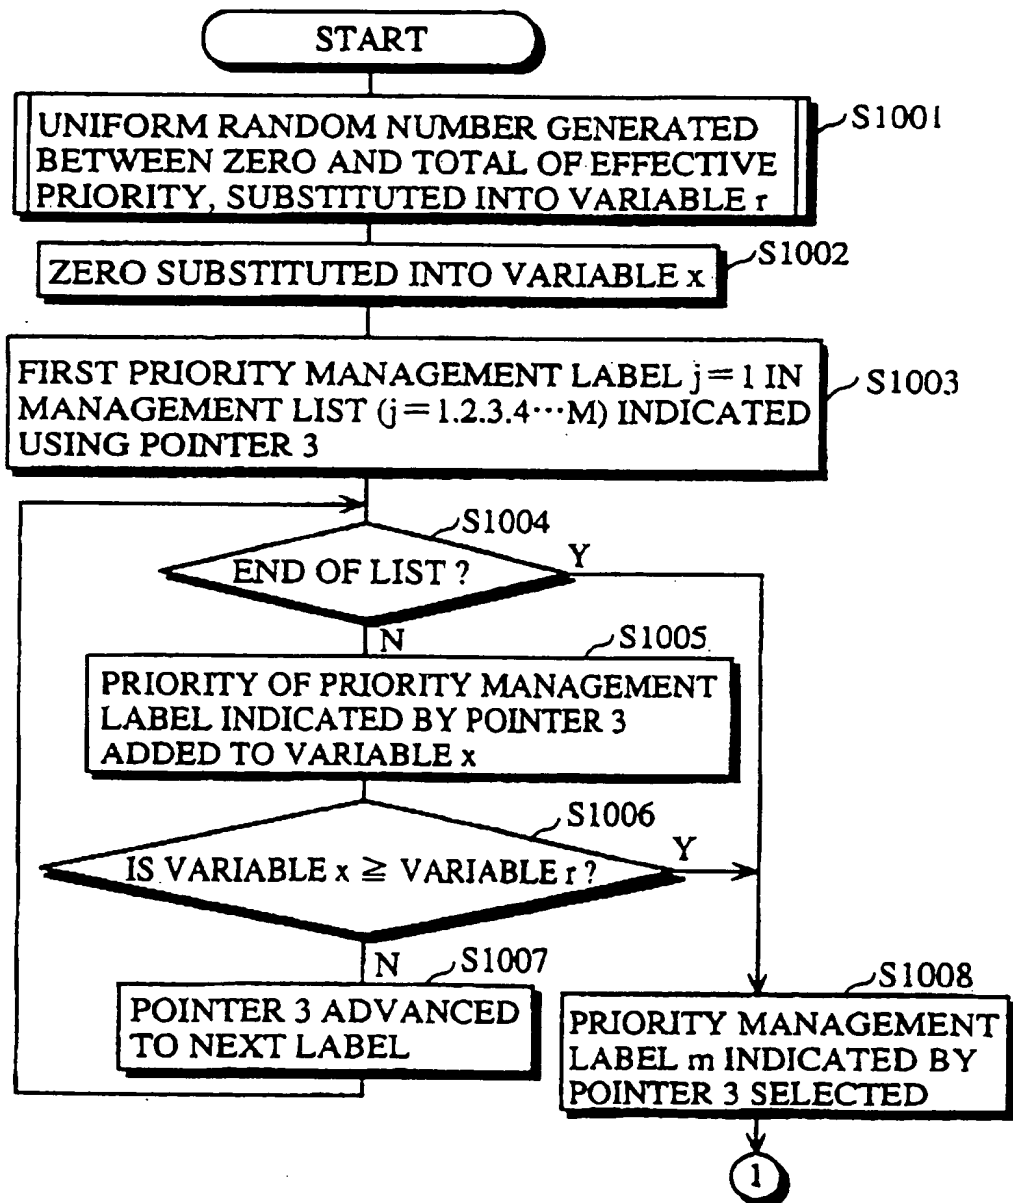 START
S1001
UNIFORM RANDOM NUMBER GENERATED
BETWEEN ZERO AND TOTAL OF EFFECTIVE
PRIORITY, SUBSTITUTED INTO VARIABLE r
S1002
ZERO SUBSTITUTED INTO VARIABLE x
S1003
FIRST PRIORITY MANAGEMENT LABEL j=1 IN
MANAGEMENT LIST (j=1.2.3.4···M) INDICATED
USING POINTER 3
S1004
END OF LIST ?
Y
N
S1005
PRIORITY OF PRIORITY MANAGEMENT
LABEL INDICATED BY POINTER 3
ADDED TO VARIABLE x
S1006
IS VARIABLE x ≧ VARIABLE r ?
Y
N
S1007
POINTER 3 ADVANCED
TO NEXT LABEL
S1008
PRIORITY MANAGEMENT
LABEL m INDICATED BY
POINTER 3 SELECTED
1